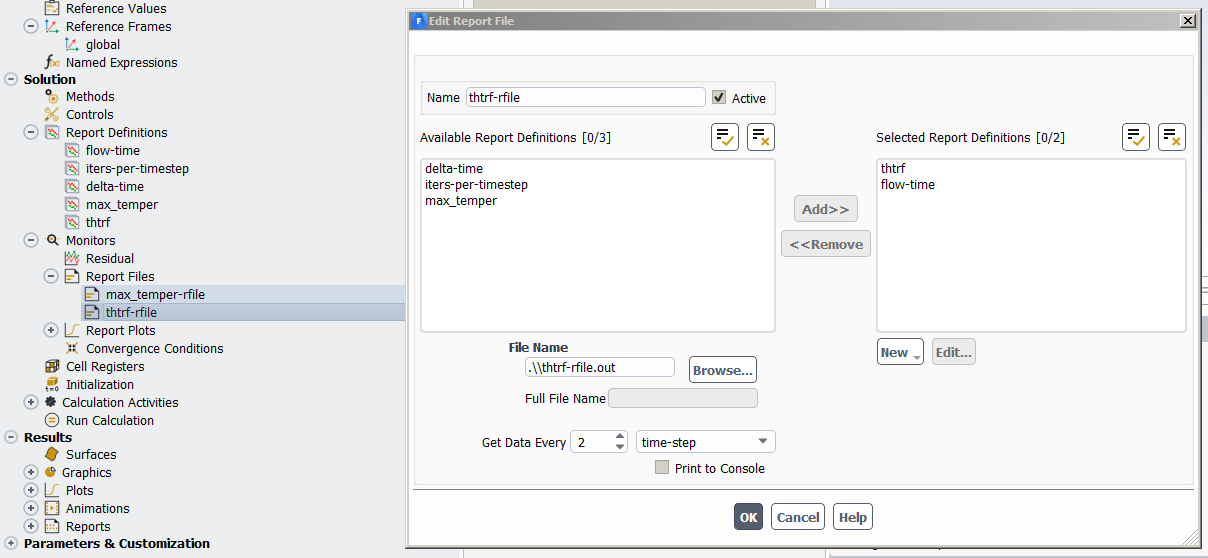 Reference Values
Reference Frames
global
Named Expressions
Solution
Methods
Controls
Report Definitions
flow-time
iters-per-timestep
delta-time
max_temper
thtrf
Monitors
Residual
Report Files
max_temper-rfile
thtrf-rfile
Report Plots
Convergence Conditions
Cell Registers
Initialization
Calculation Activities
Run Calculation
Results
Surfaces
Graphics
Plots
Animations
Reports
Parameters & Customization
Edit Report File
Name thtrf-rfile Active
Available Report Definitions [0/3]
delta-time
iters-per-timestep
max_temper
Add>>
<<Remove
Selected Report Definitions [0/2]
thtrf
flow-time
New Edit...
File Name
.\\thtrf-rfile.out Browse...
Full File Name
Get Data Every 2 time-step
Print to Console
OK Cancel Help